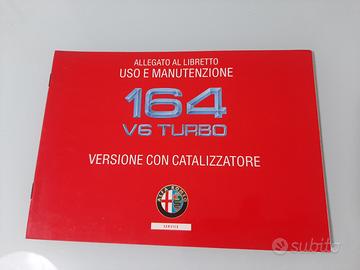 ALLEGATO AL LIBRETTO
USO E MANUTENZIONE
164
V6 TURBO
VERSIONE CON CATALIZZATORE
ALFA ROMEO
SERVICE
subito